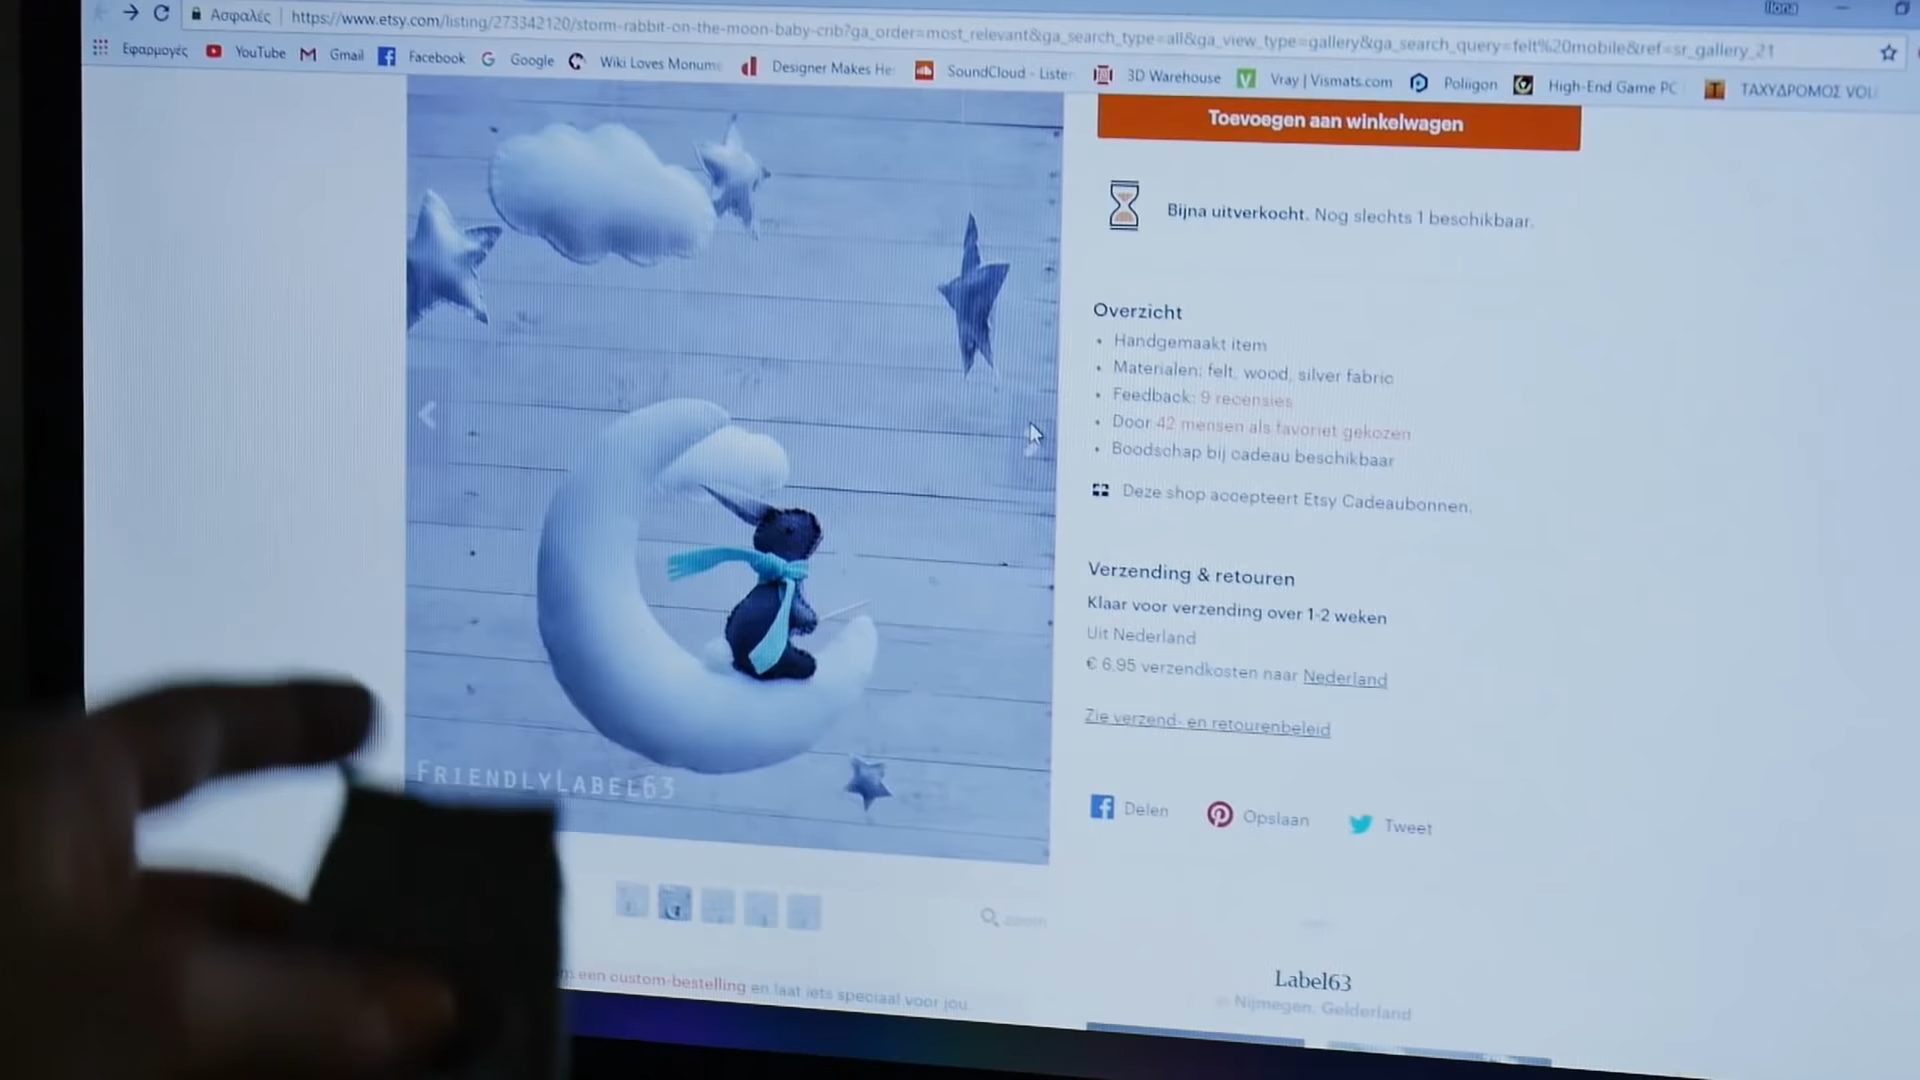 Ilona
Ασφαλές https://www.etsy.com/listing/273342120/storm-rabbit-on-the-moon-baby-crib?ga_order=most_relevant&ga_search_type=all&ga_view_type=gallery&ga_search_query=felt%20mobile&ref=sr_gallery_21
Εφαρμογές YouTube Gmail Facebook Google Wiki Loves Monume Designer Makes He SoundCloud - Listen 3D Warehouse Vray | Vismats.com Poliigon High-End Game PC ΤΑΧΥΔΡΟΜΟΣ VOL
Toevoegen aan winkelwagen
Bijna uitverkocht. Nog slechts 1 beschikbaar.
Overzicht
Handgemaakt item
Materialen: felt, wood, silver fabric
Feedback: 9 recensies
Door 42 mensen als favoriet gekozen
Boodschap bij cadeau beschikbaar
Deze shop accepteert Etsy Cadeaubonnen.
Verzending & retouren
Klaar voor verzending over 1-2 weken
Uit Nederland
€ 6.95 verzendkosten naar Nederland
Zie verzend- en retourenbeleid
Delen Opslaan Tweet
FRIENDLYLABEL63
zoom
een custom-bestelling en laat iets speciaal voor jou
Label63
Nijmegen, Gelderland